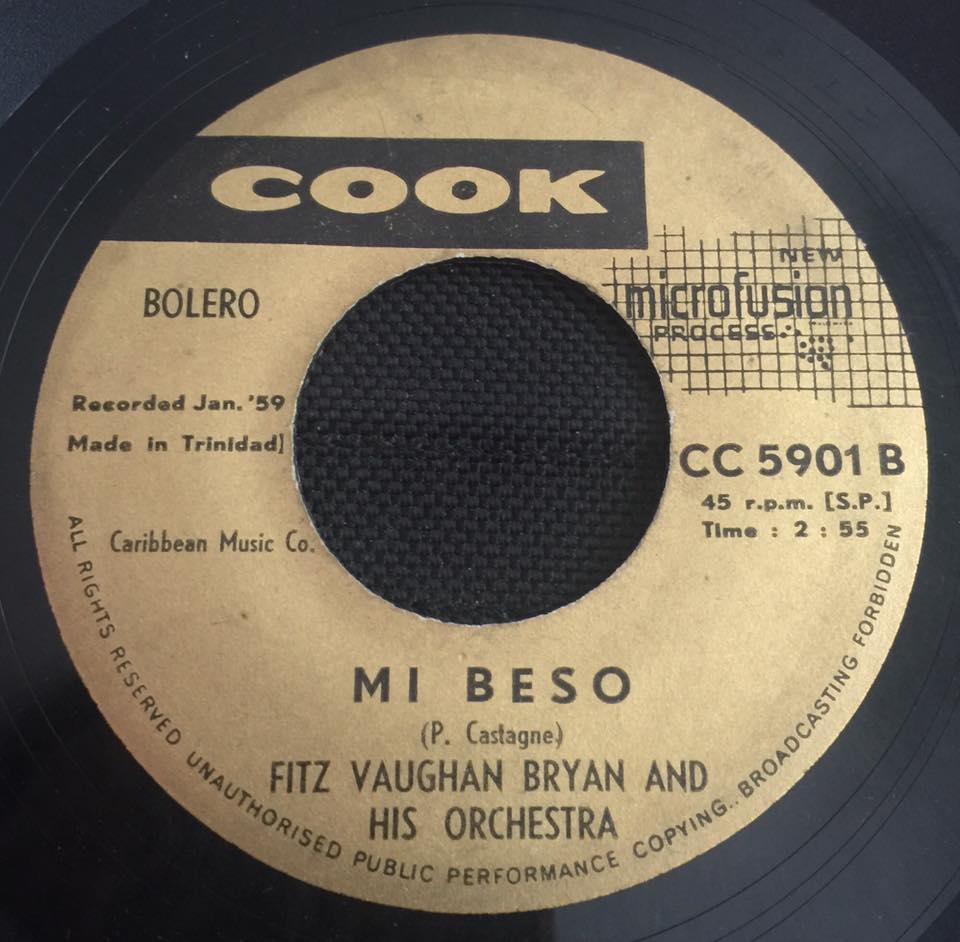 COOK
NEW
microfusion
PROCESS
BOLERO
Recorded Jan. '59
Made in Trinidad]
Caribbean Music Co.
CC 5901 B
45 r.p.m. [S.P.]
Time : 2 : 55
MI BESO
(P. Castagne)
FITZ VAUGHAN BRYAN AND
HIS ORCHESTRA
ALL RIGHTS RESERVED UNAUTHORISED PUBLIC PERFORMANCE COPYING.. BROADCASTING FORBIDDEN